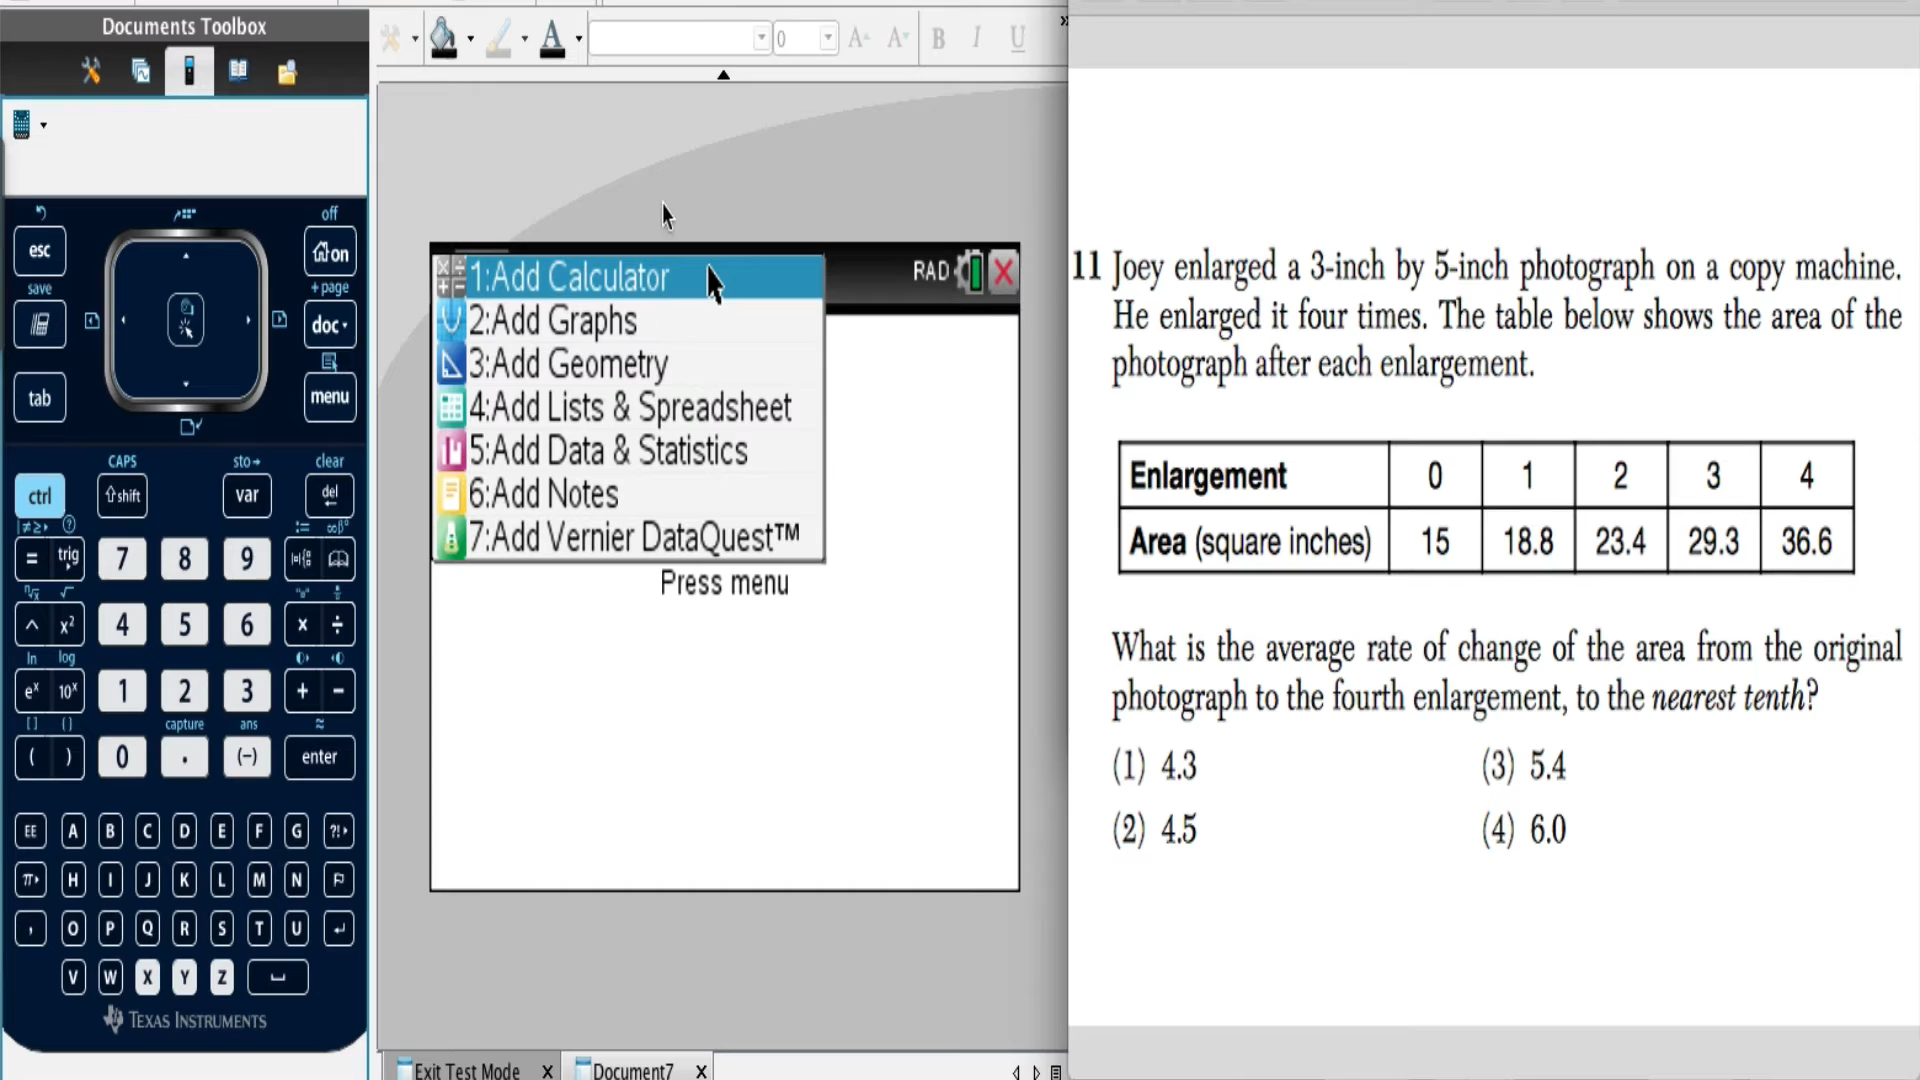 Documents Toolbox
0
B I U
»
esc
save
tab
off
on
+ page
doc
menu
CAPS
sto→
clear
ctrl
shift
var
del
= trig 7 8 9
^ x² 4 5 6 × ÷
ln log
eˣ 10ˣ 1 2 3 + −
[] {} capture ans ≈
( ) 0 . (−) enter
EE A B C D E F G ?!
π H I J K L M N
, O P Q R S T U
V W X Y Z
TEXAS INSTRUMENTS
RAD
1:Add Calculator
2:Add Graphs
3:Add Geometry
4:Add Lists & Spreadsheet
5:Add Data & Statistics
6:Add Notes
7:Add Vernier DataQuest™
Press menu
Exit Test Mode X Document7 X
11 Joey enlarged a 3-inch by 5-inch photograph on a copy machine.
He enlarged it four times. The table below shows the area of the
photograph after each enlargement.
Enlargement 0 1 2 3 4
Area (square inches) 15 18.8 23.4 29.3 36.6
What is the average rate of change of the area from the original
photograph to the fourth enlargement, to the nearest tenth?
(1) 4.3 (3) 5.4
(2) 4.5 (4) 6.0